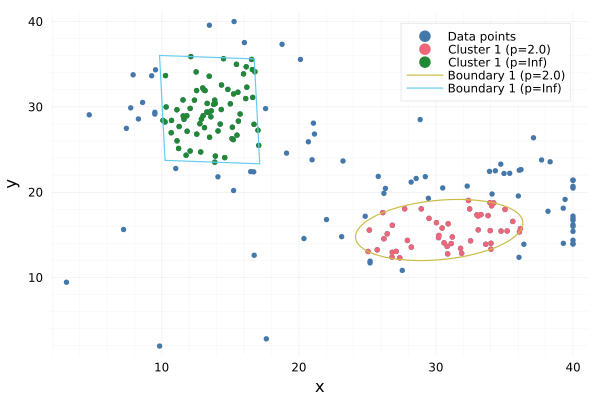 40
30
20
10
y
Data points
Cluster 1 (p=2.0)
Cluster 1 (p=Inf)
Boundary 1 (p=2.0)
Boundary 1 (p=Inf)
10 20 30 40
x